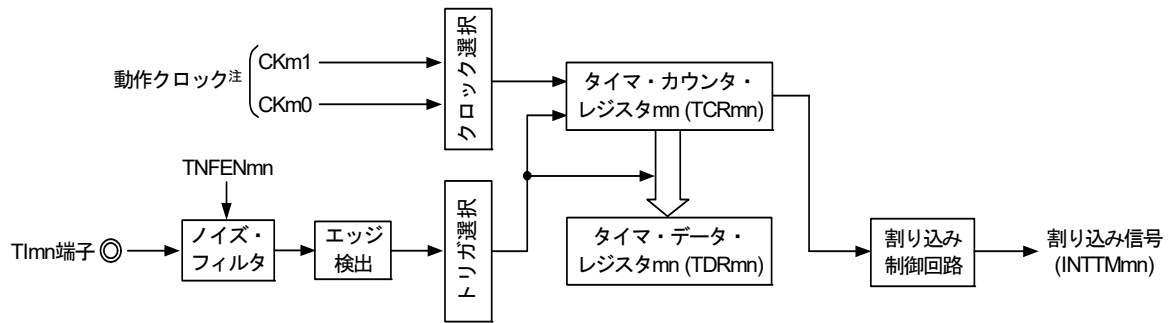 動作クロック注
CKm1
CKm0
クロック選択
タイマ・カウンタ・
レジスタmn (TCRmn)
TNFENmn
TImn端子
ノイズ・
フィルタ
エッジ
検出
トリガ選択
タイマ・データ・
レジスタmn (TDRmn)
割り込み
制御回路
割り込み信号
(INTTMmn)